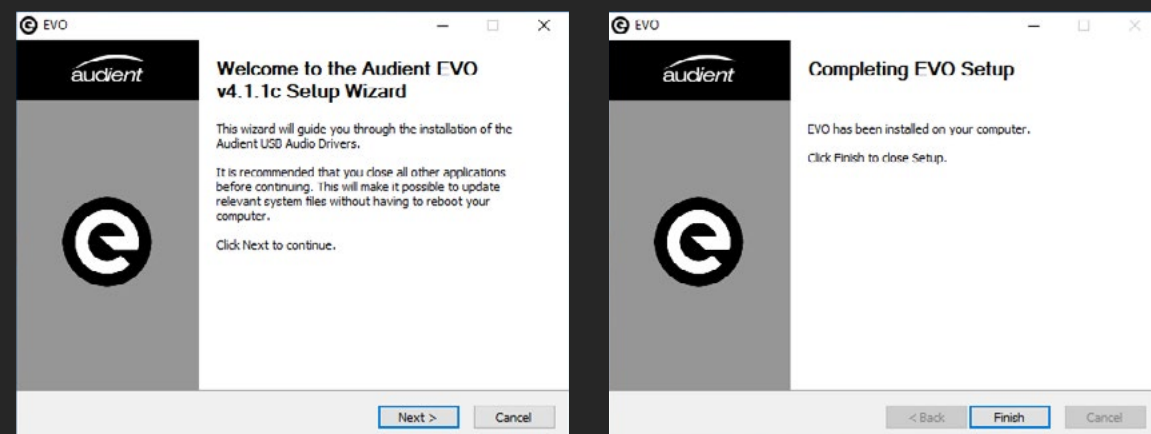 EVO
audient
Welcome to the Audient EVO
v4.1.1c Setup Wizard
This wizard will guide you through the installation of the
Audient USB Audio Drivers.
It is recommended that you close all other applications
before continuing. This will make it possible to update
relevant system files without having to reboot your
computer.
Click Next to continue.
Next >
Cancel
EVO
audient
Completing EVO Setup
EVO has been installed on your computer.
Click Finish to close Setup.
< Back
Finish
Cancel